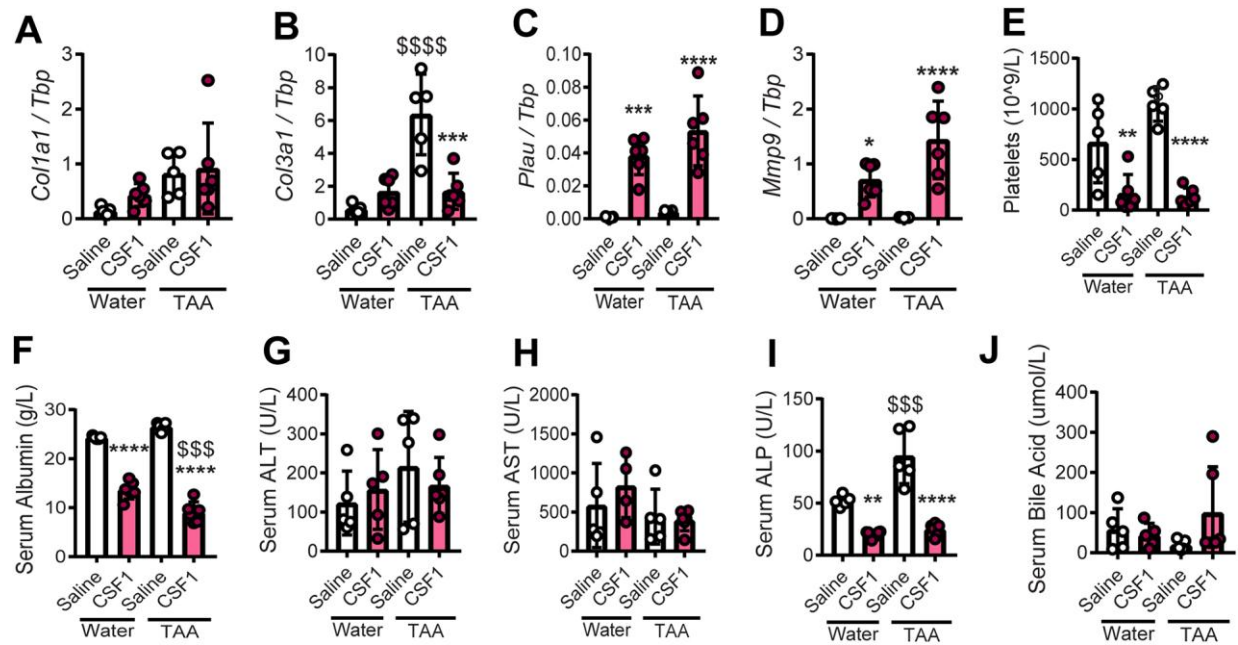 A
Col1a1 / Tbp
3
2
1
0
Saline
CSF1
Saline
CSF1
Water
TAA
B
Col3a1 / Tbp
10
8
6
4
2
0
$$$$
***
Saline
CSF1
Saline
CSF1
Water
TAA
C
Plau / Tbp
0.10
0.08
0.06
0.04
0.02
0.00
***
****
Saline
CSF1
Saline
CSF1
Water
TAA
D
Mmp9 / Tbp
3
2
1
0
*
****
Saline
CSF1
Saline
CSF1
Water
TAA
E
Platelets (10^9/L)
1500
1000
500
0
**
****
Saline
CSF1
Saline
CSF1
Water
TAA
F
Serum Albumin (g/L)
30
20
10
0
****
$$$
****
Saline
CSF1
Saline
CSF1
Water
TAA
G
Serum ALT (U/L)
400
300
200
100
0
Saline
CSF1
Saline
CSF1
Water
TAA
H
Serum AST (U/L)
2000
1500
1000
500
0
Saline
CSF1
Saline
CSF1
Water
TAA
I
Serum ALP (U/L)
150
100
50
0
**
$$$
****
Saline
CSF1
Saline
CSF1
Water
TAA
J
Serum Bile Acid (umol/L)
400
300
200
100
0
Saline
CSF1
Saline
CSF1
Water
TAA